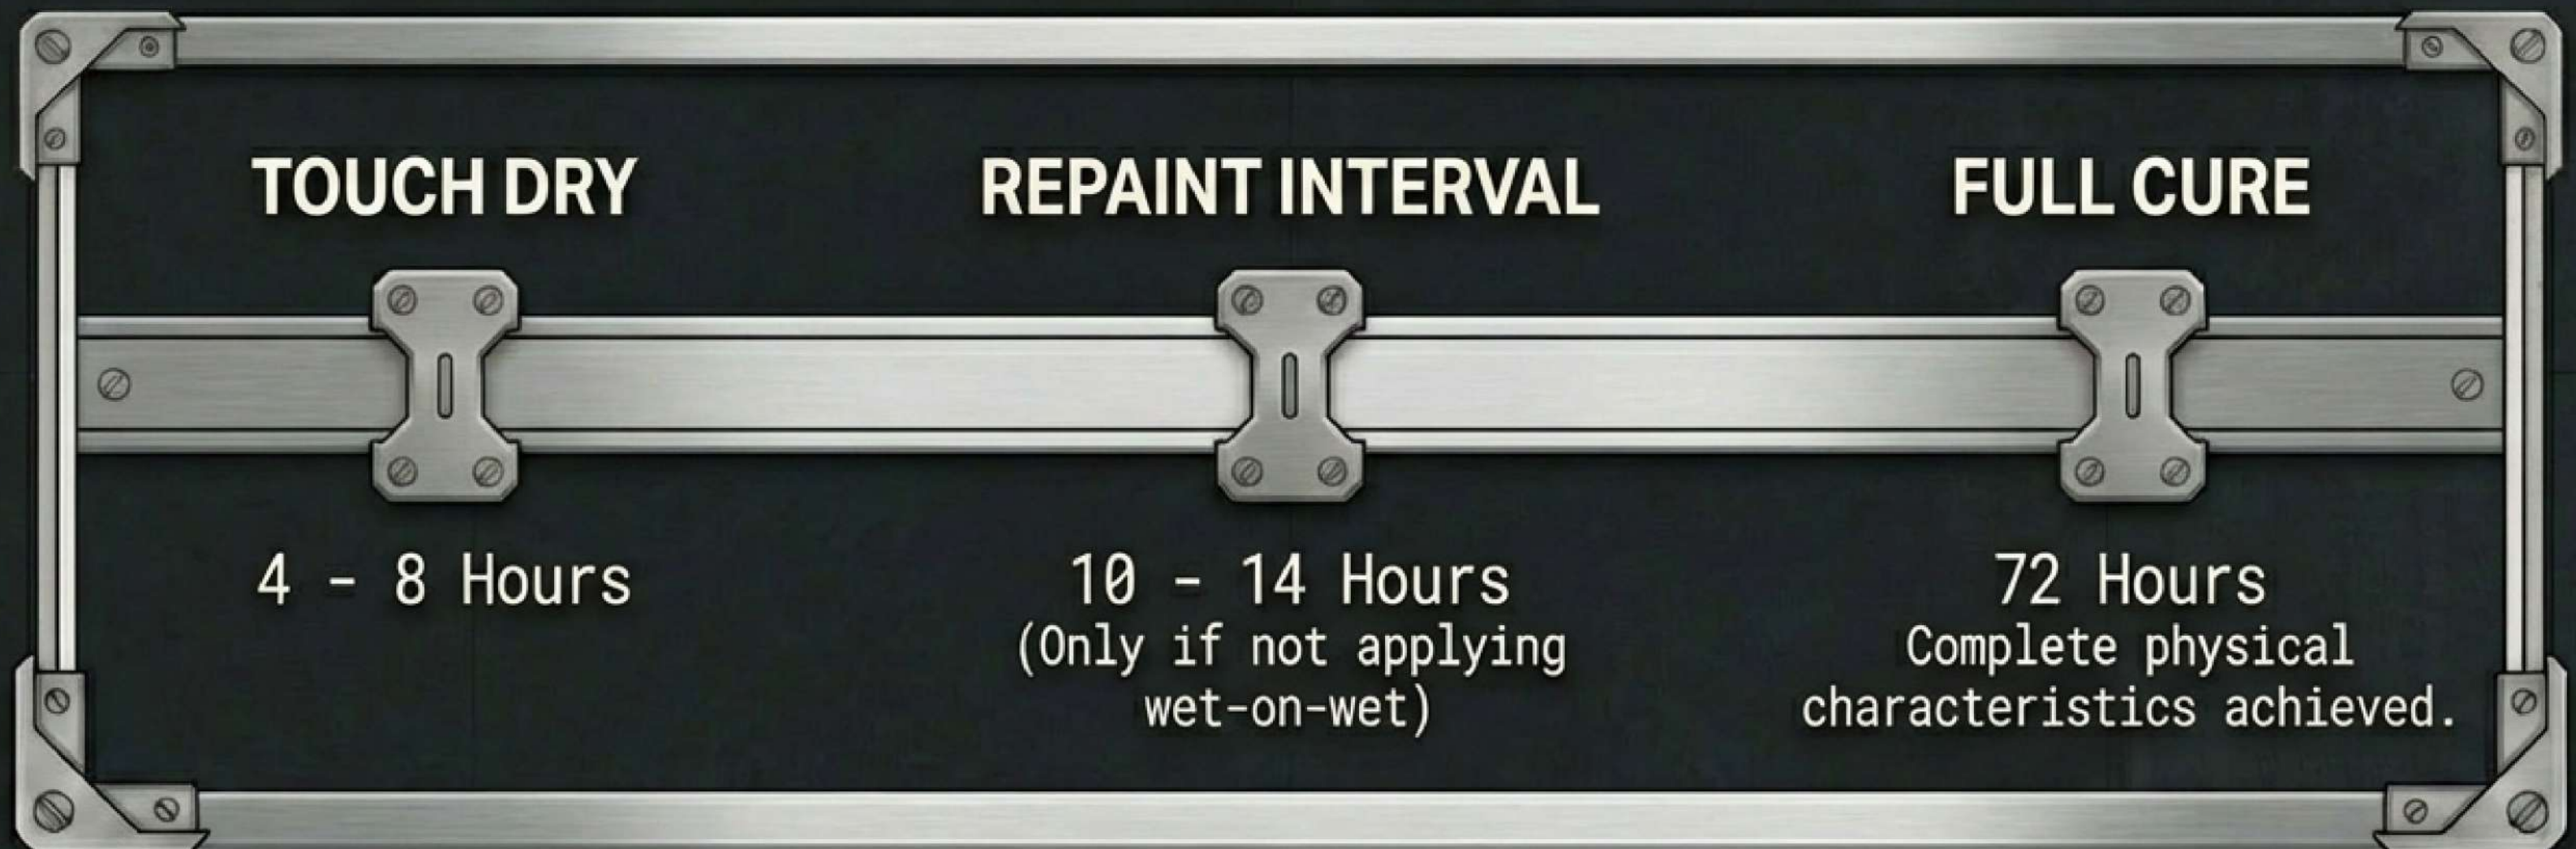 TOUCH DRY
REPAINT INTERVAL
FULL CURE
4 - 8 Hours
10 - 14 Hours
(Only if not applying
wet-on-wet)
72 Hours
Complete physical
characteristics achieved.